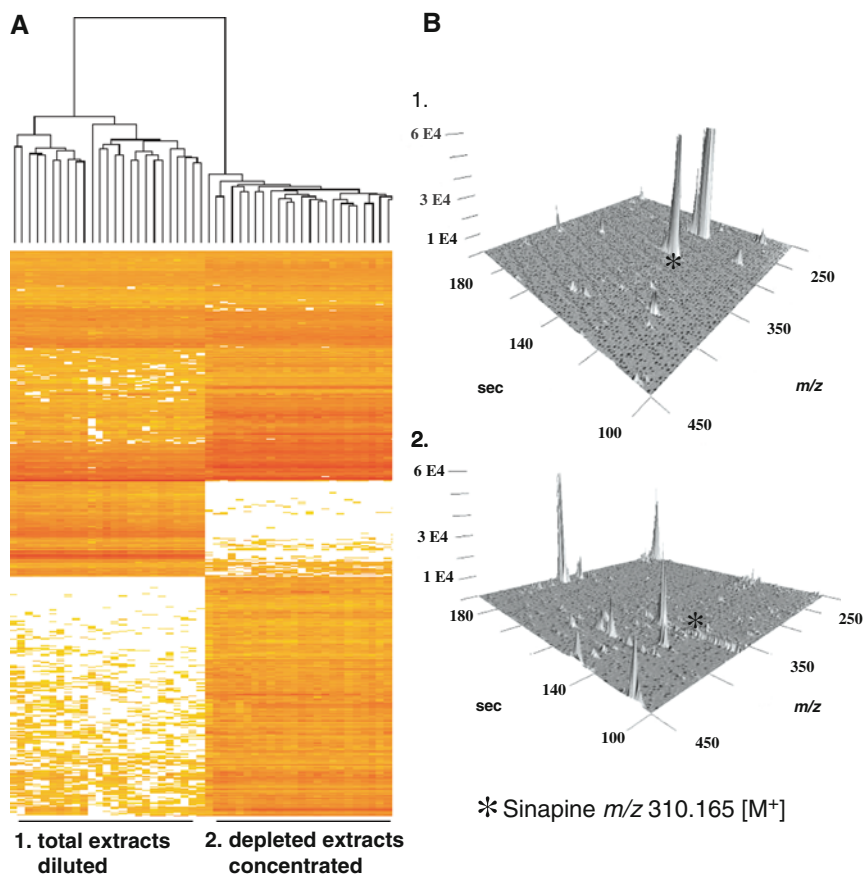 A
B
1.
6 E4
3 E4
1 E4
180
250
140
350
sec
m/z
100
450
2.
6 E4
3 E4
1 E4
180
250
140
350
sec
m/z
100
450
* Sinapine m/z 310.165 [M⁺]
1. total extracts
diluted
2. depleted extracts
concentrated